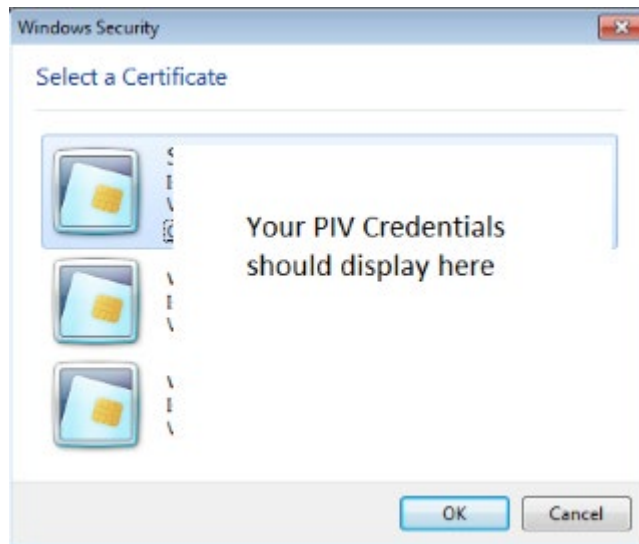 Windows Security
Select a Certificate
Your PIV Credentials
should display here
OK
Cancel